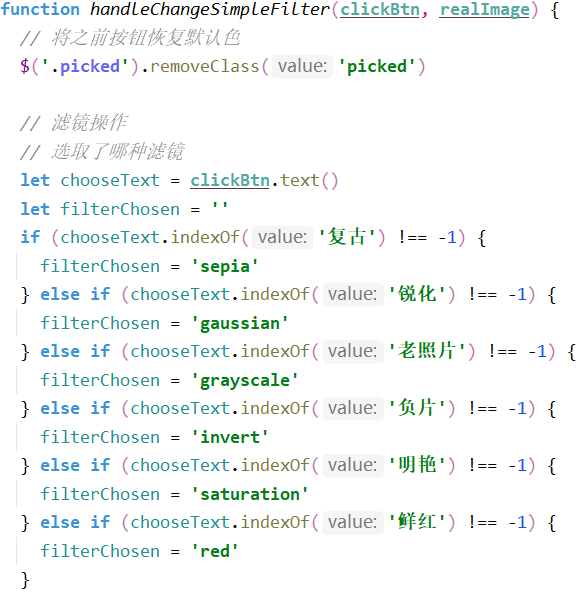 function handleChangeSimpleFilter(clickBtn, realImage) {
// 将之前按钮恢复默认色
$('.picked').removeClass( value: 'picked')
// 滤镜操作
// 选取了哪种滤镜
let chooseText = clickBtn.text()
let filterChosen = ''
if (chooseText.indexOf( value: '复古') !== -1) {
filterChosen = 'sepia'
} else if (chooseText.indexOf( value: '锐化') !== -1) {
filterChosen = 'gaussian'
} else if (chooseText.indexOf( value: '老照片') !== -1) {
filterChosen = 'grayscale'
} else if (chooseText.indexOf( value: '负片') !== -1) {
filterChosen = 'invert'
} else if (chooseText.indexOf( value: '明艳') !== -1) {
filterChosen = 'saturation'
} else if (chooseText.indexOf( value: '鲜红') !== -1) {
filterChosen = 'red'
}